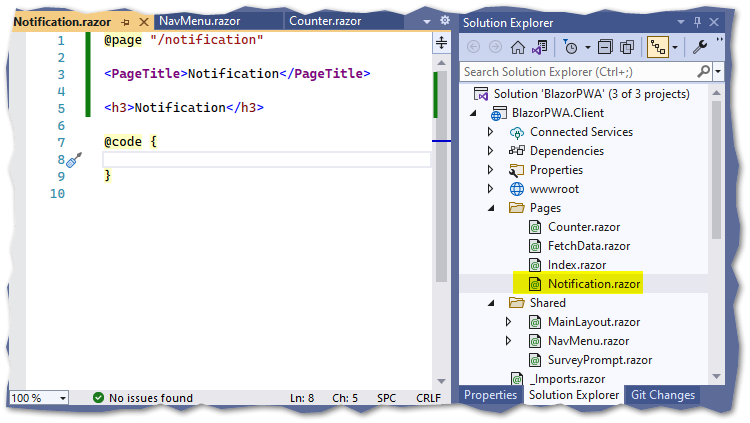 Notification.razor
NavMenu.razor
Counter.razor
1 @page "/notification"
2
3 <PageTitle>Notification</PageTitle>
4
5 <h3>Notification</h3>
6
7 @code {
8
9 }
10
100 %
No issues found
Ln: 8
Ch: 5
SPC
CRLF
Solution Explorer
Search Solution Explorer (Ctrl+;)
Solution 'BlazorPWA' (3 of 3 projects)
BlazorPWA.Client
Connected Services
Dependencies
Properties
wwwroot
Pages
Counter.razor
FetchData.razor
Index.razor
Notification.razor
Shared
MainLayout.razor
NavMenu.razor
SurveyPrompt.razor
_Imports.razor
Properties
Solution Explorer
Git Changes